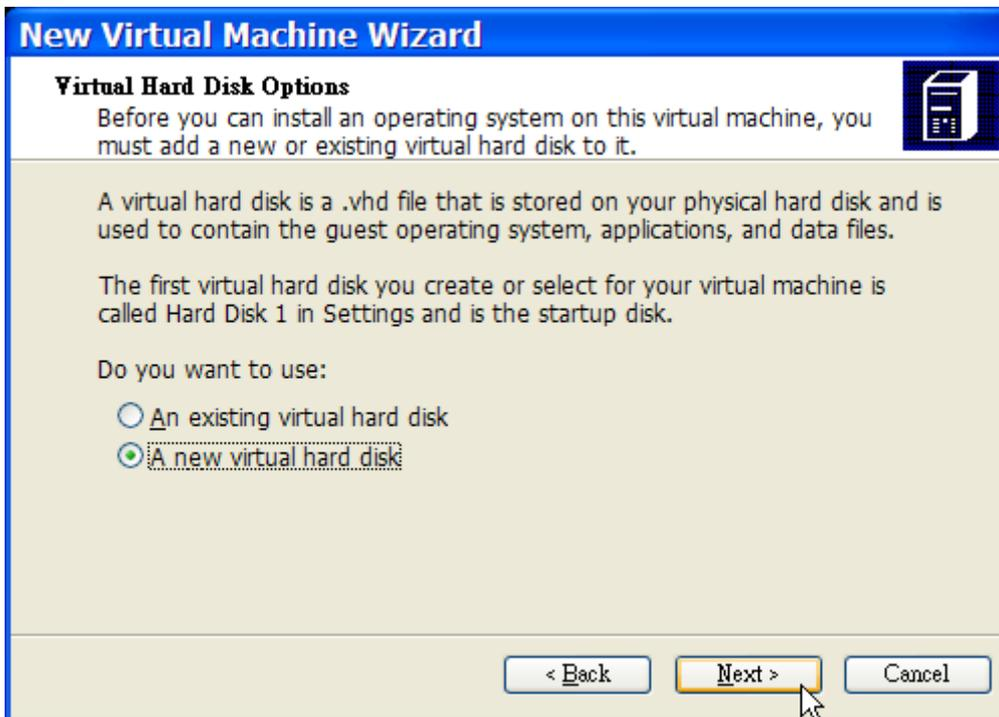 New Virtual Machine Wizard
Virtual Hard Disk Options
Before you can install an operating system on this virtual machine, you
must add a new or existing virtual hard disk to it.
A virtual hard disk is a .vhd file that is stored on your physical hard disk and is
used to contain the guest operating system, applications, and data files.
The first virtual hard disk you create or select for your virtual machine is
called Hard Disk 1 in Settings and is the startup disk.
Do you want to use:
An existing virtual hard disk
A new virtual hard disk
< Back
Next >
Cancel